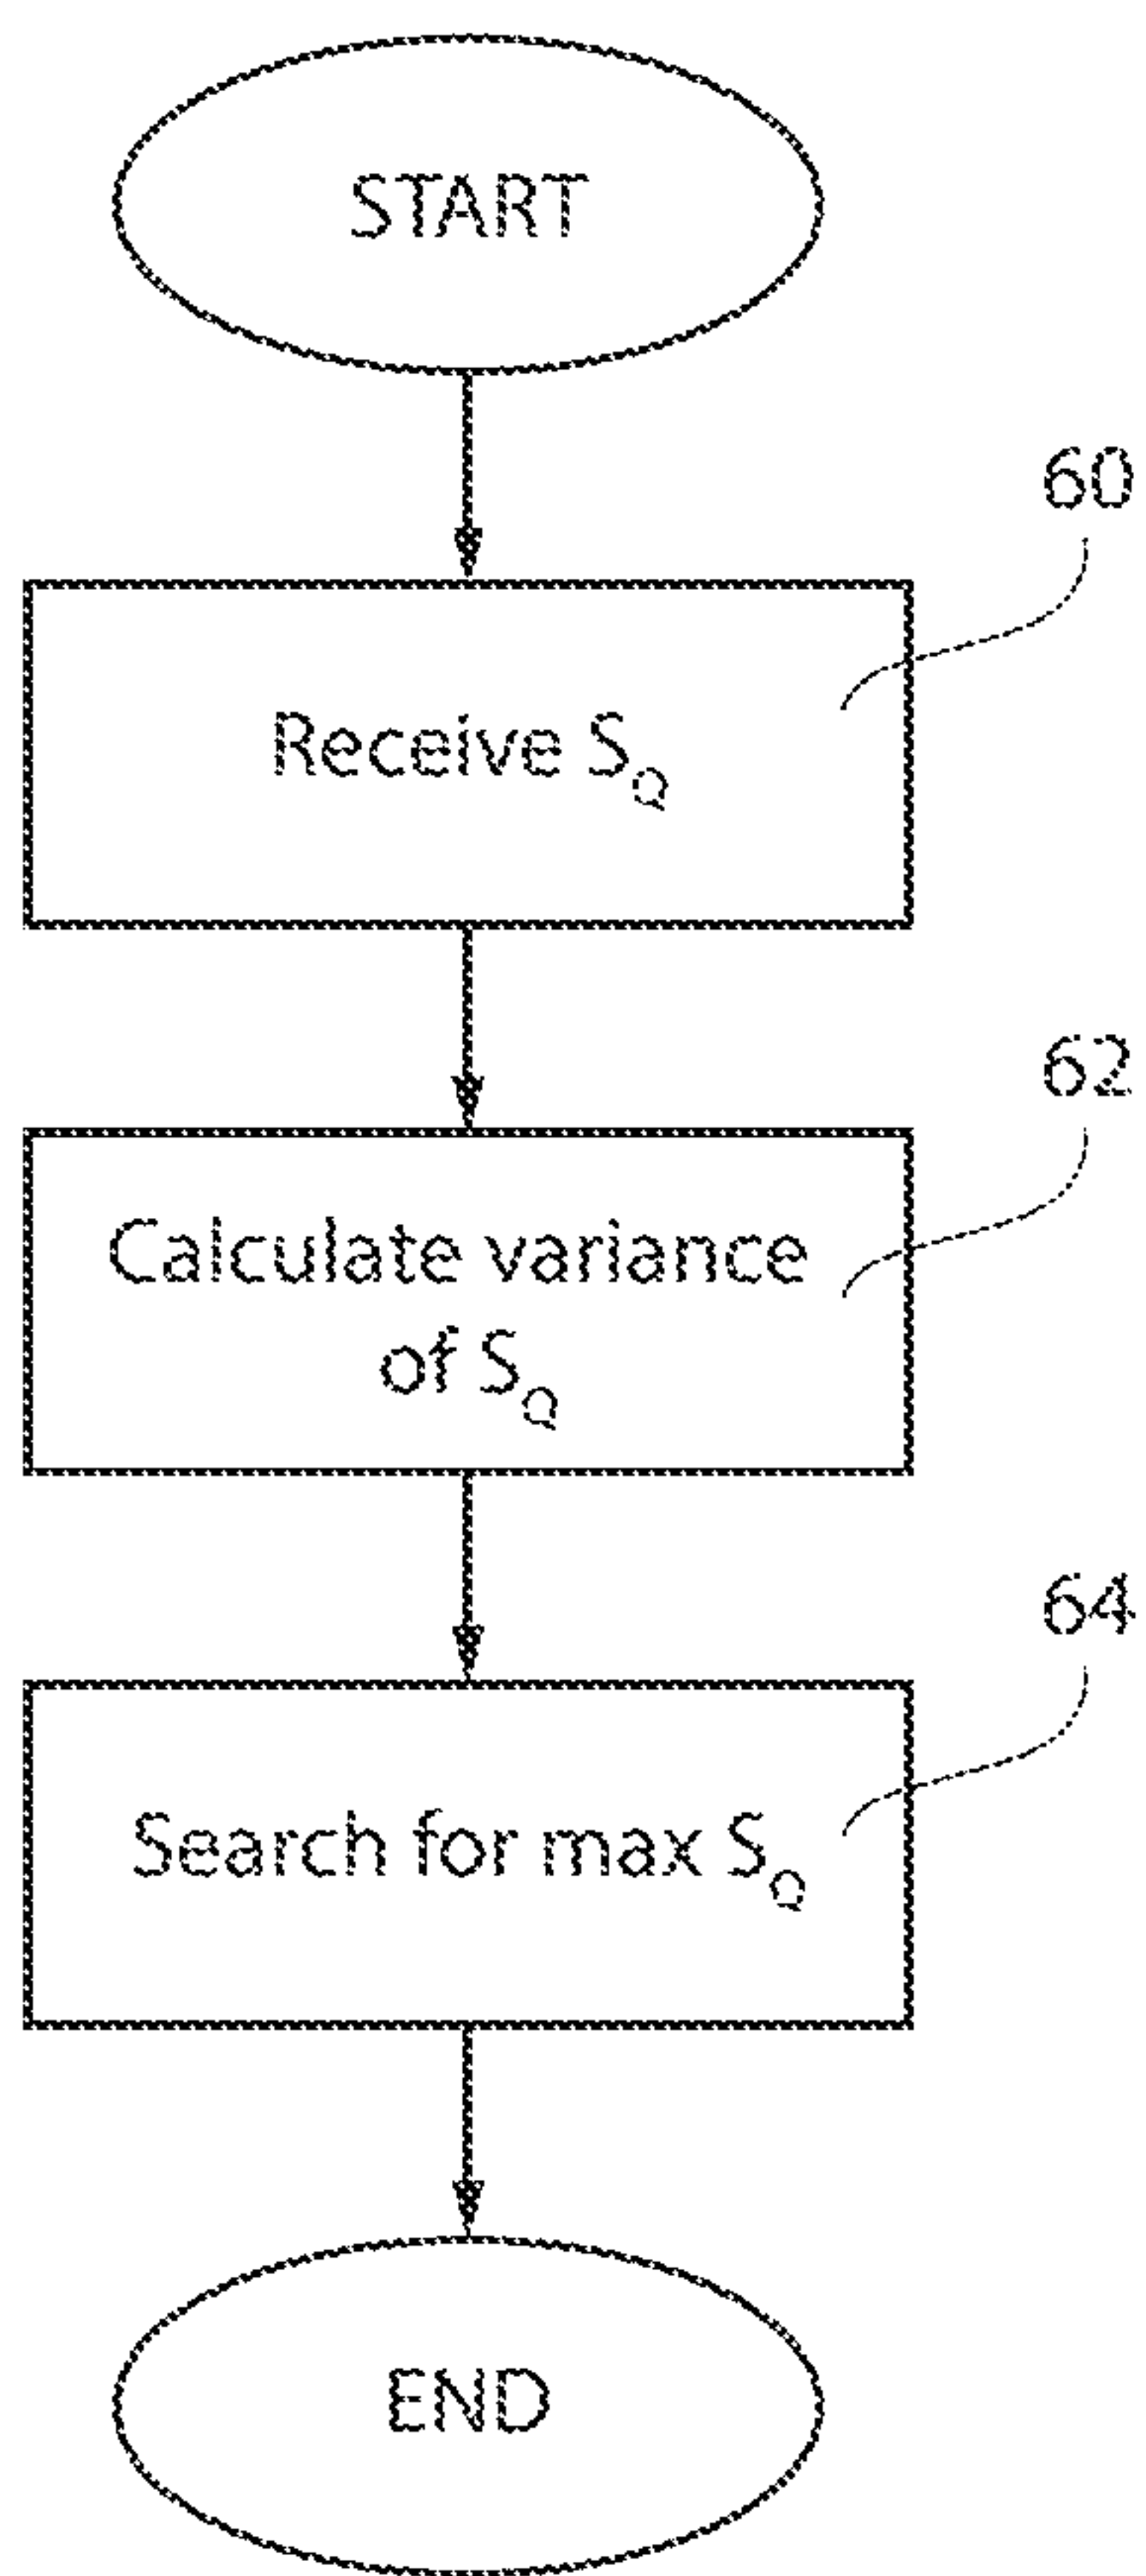 START
60
Receive S_Q
62
Calculate variance
of S_Q
64
Search for max S_Q
END